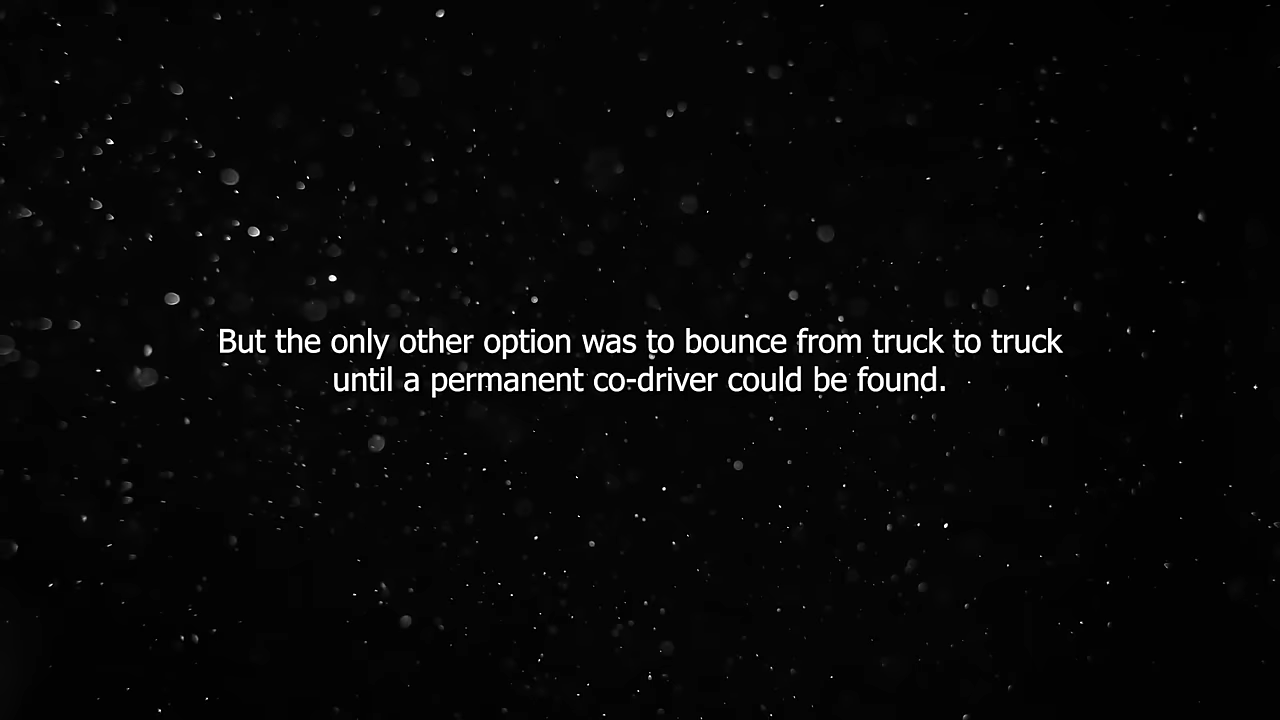 But the only other option was to bounce from truck to truck
until a permanent co-driver could be found.